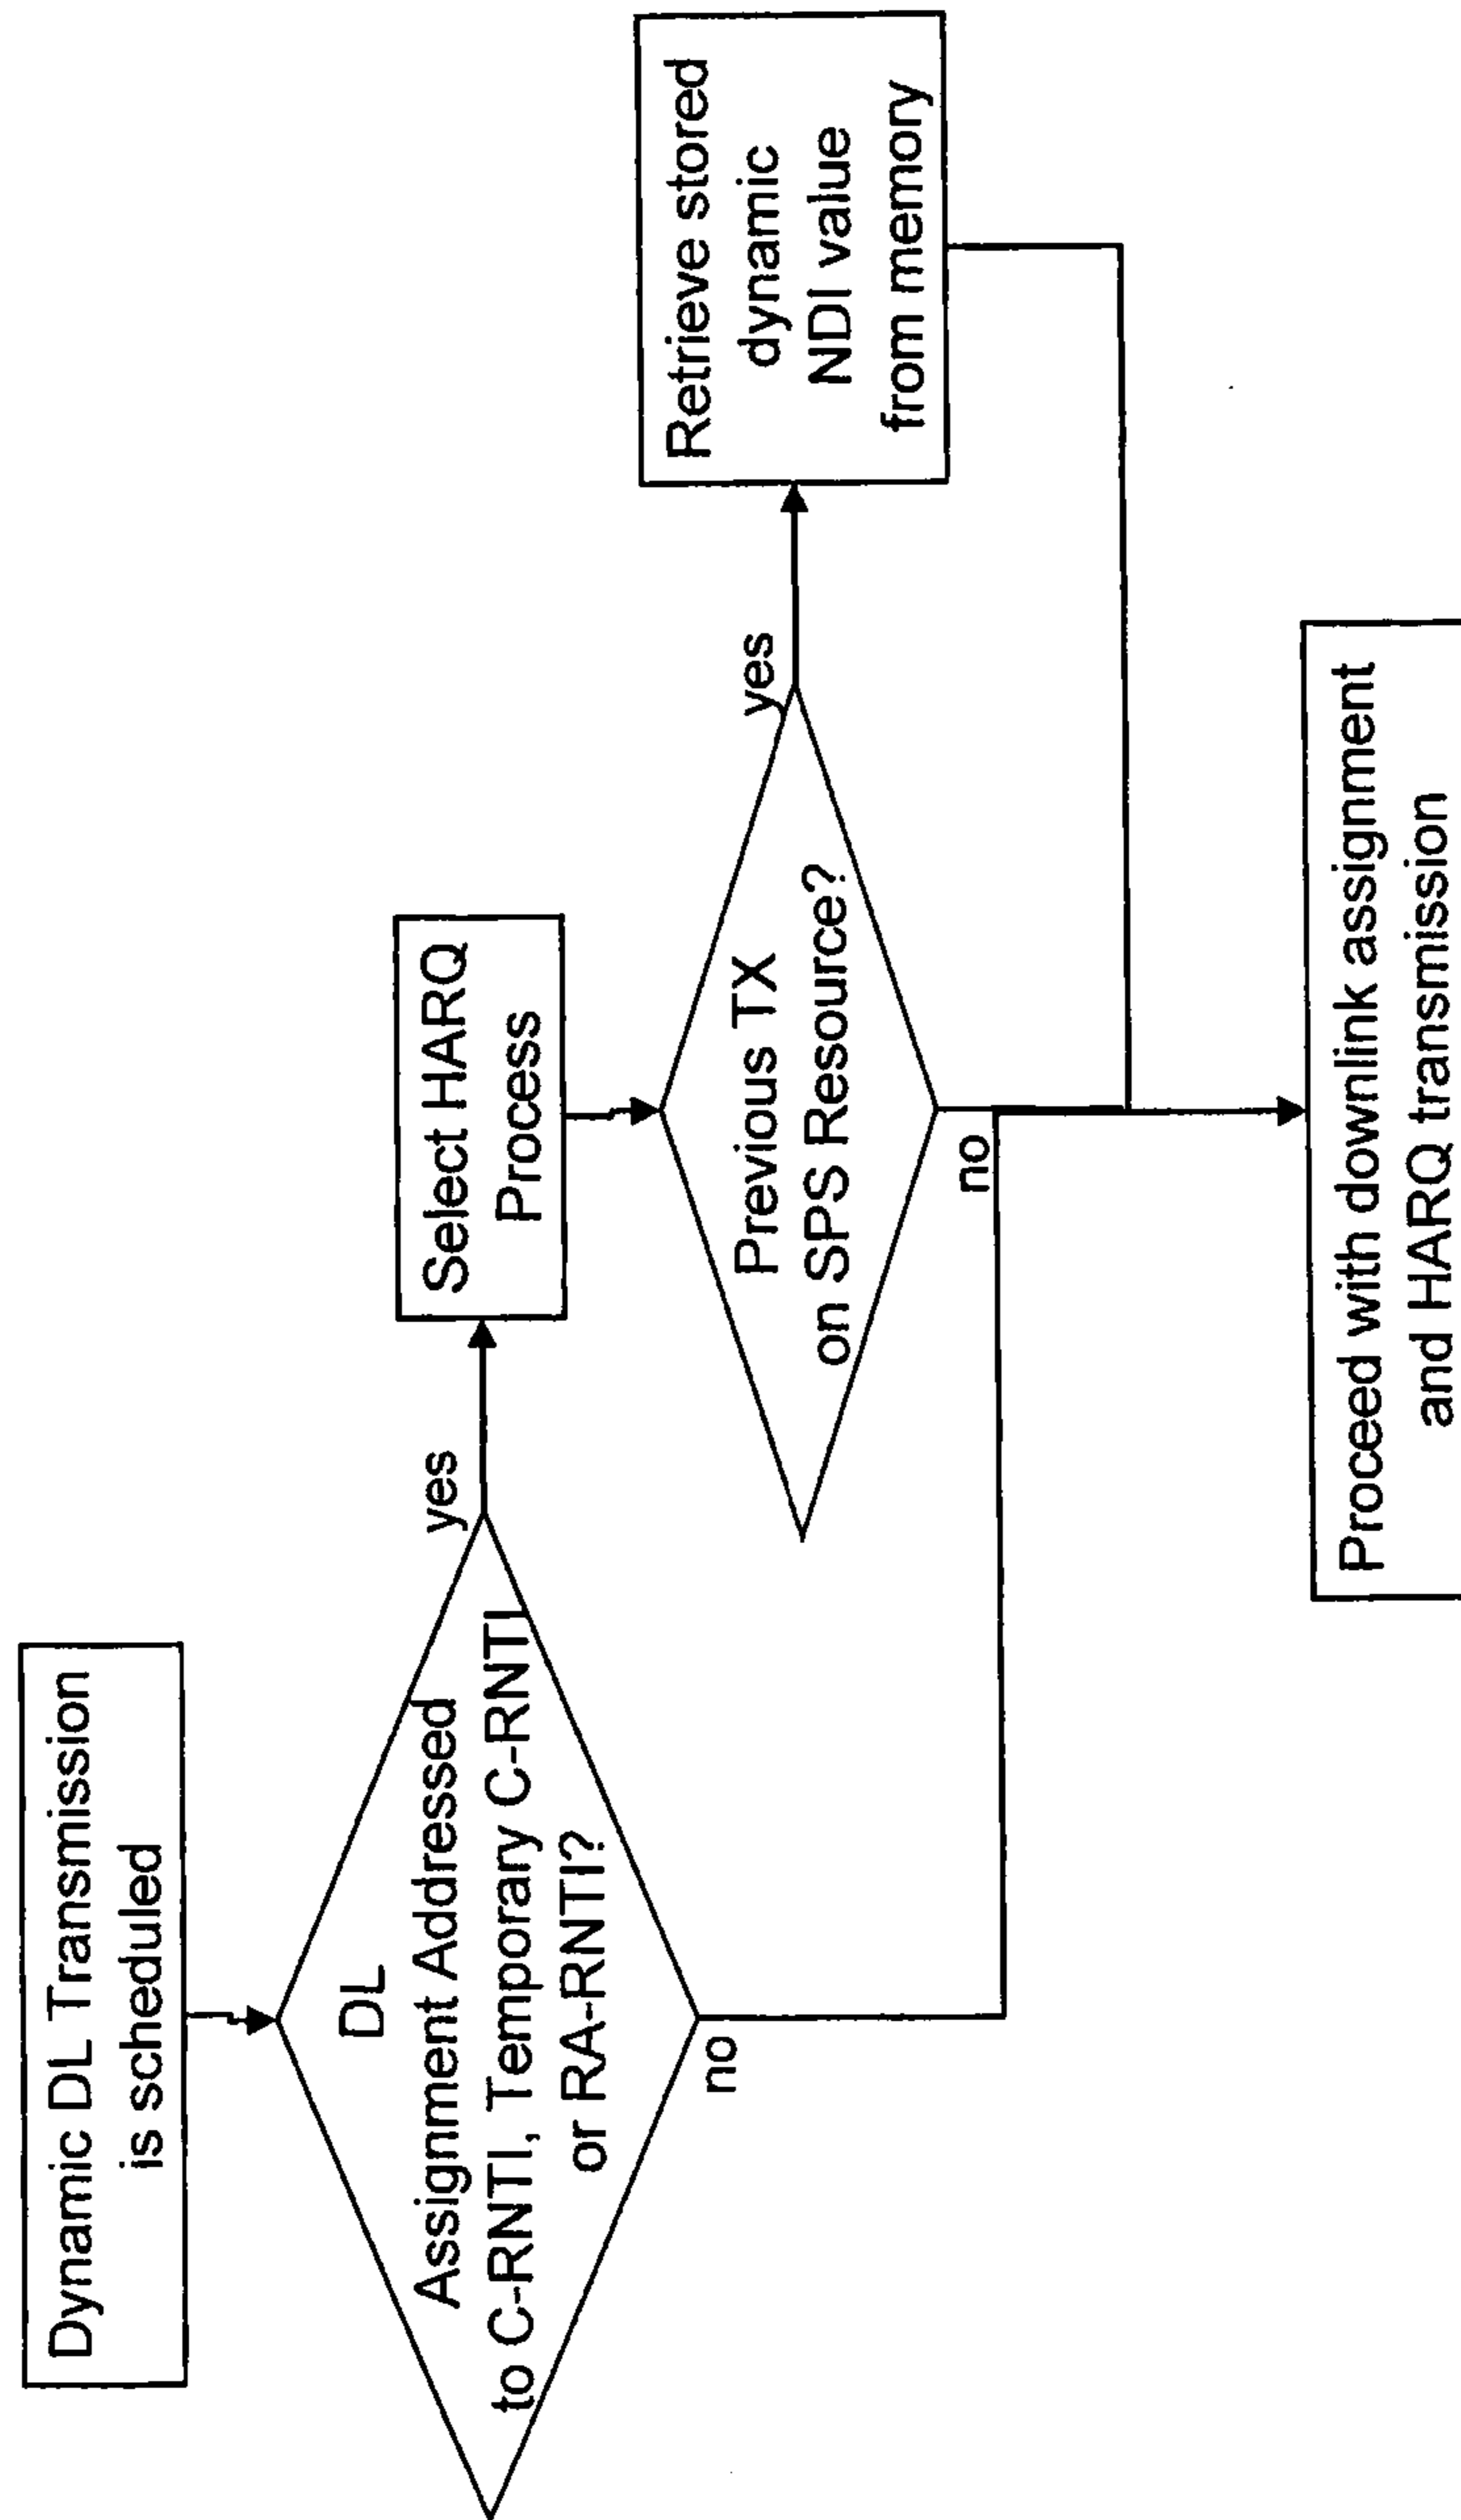 Dynamic DL Transmission
is scheduled
DL
Assignment Addressed
to C-RNTI, Temporary C-RNTI
or RA-RNTI?
yes
no
Select HARQ
Process
Previous TX
on SPS Resource?
yes
no
Retrieve stored
dynamic
NDI value
from memory
Proceed with downlink assignment
and HARQ transmission